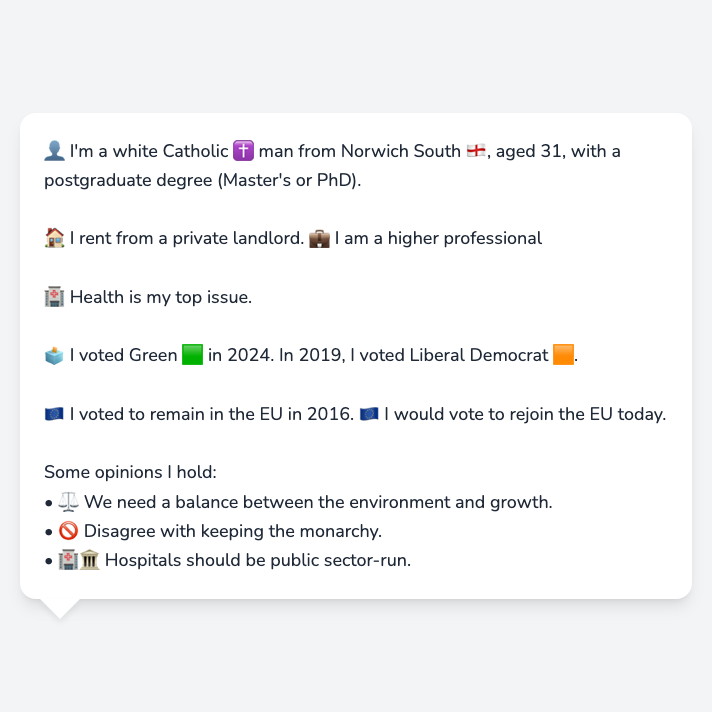 👤 I'm a white Catholic ✝️ man from Norwich South 🏴󠁧󠁢󠁥󠁮󠁧󠁿, aged 31, with a
postgraduate degree (Master's or PhD).
🏠 I rent from a private landlord. 💼 I am a higher professional
🏥 Health is my top issue.
🗳️ I voted Green 🟩 in 2024. In 2019, I voted Liberal Democrat 🟧.
🇪🇺 I voted to remain in the EU in 2016. 🇪🇺 I would vote to rejoin the EU today.
Some opinions I hold:
• ⚖️ We need a balance between the environment and growth.
• 🚫 Disagree with keeping the monarchy.
• 🏥🏛️ Hospitals should be public sector-run.